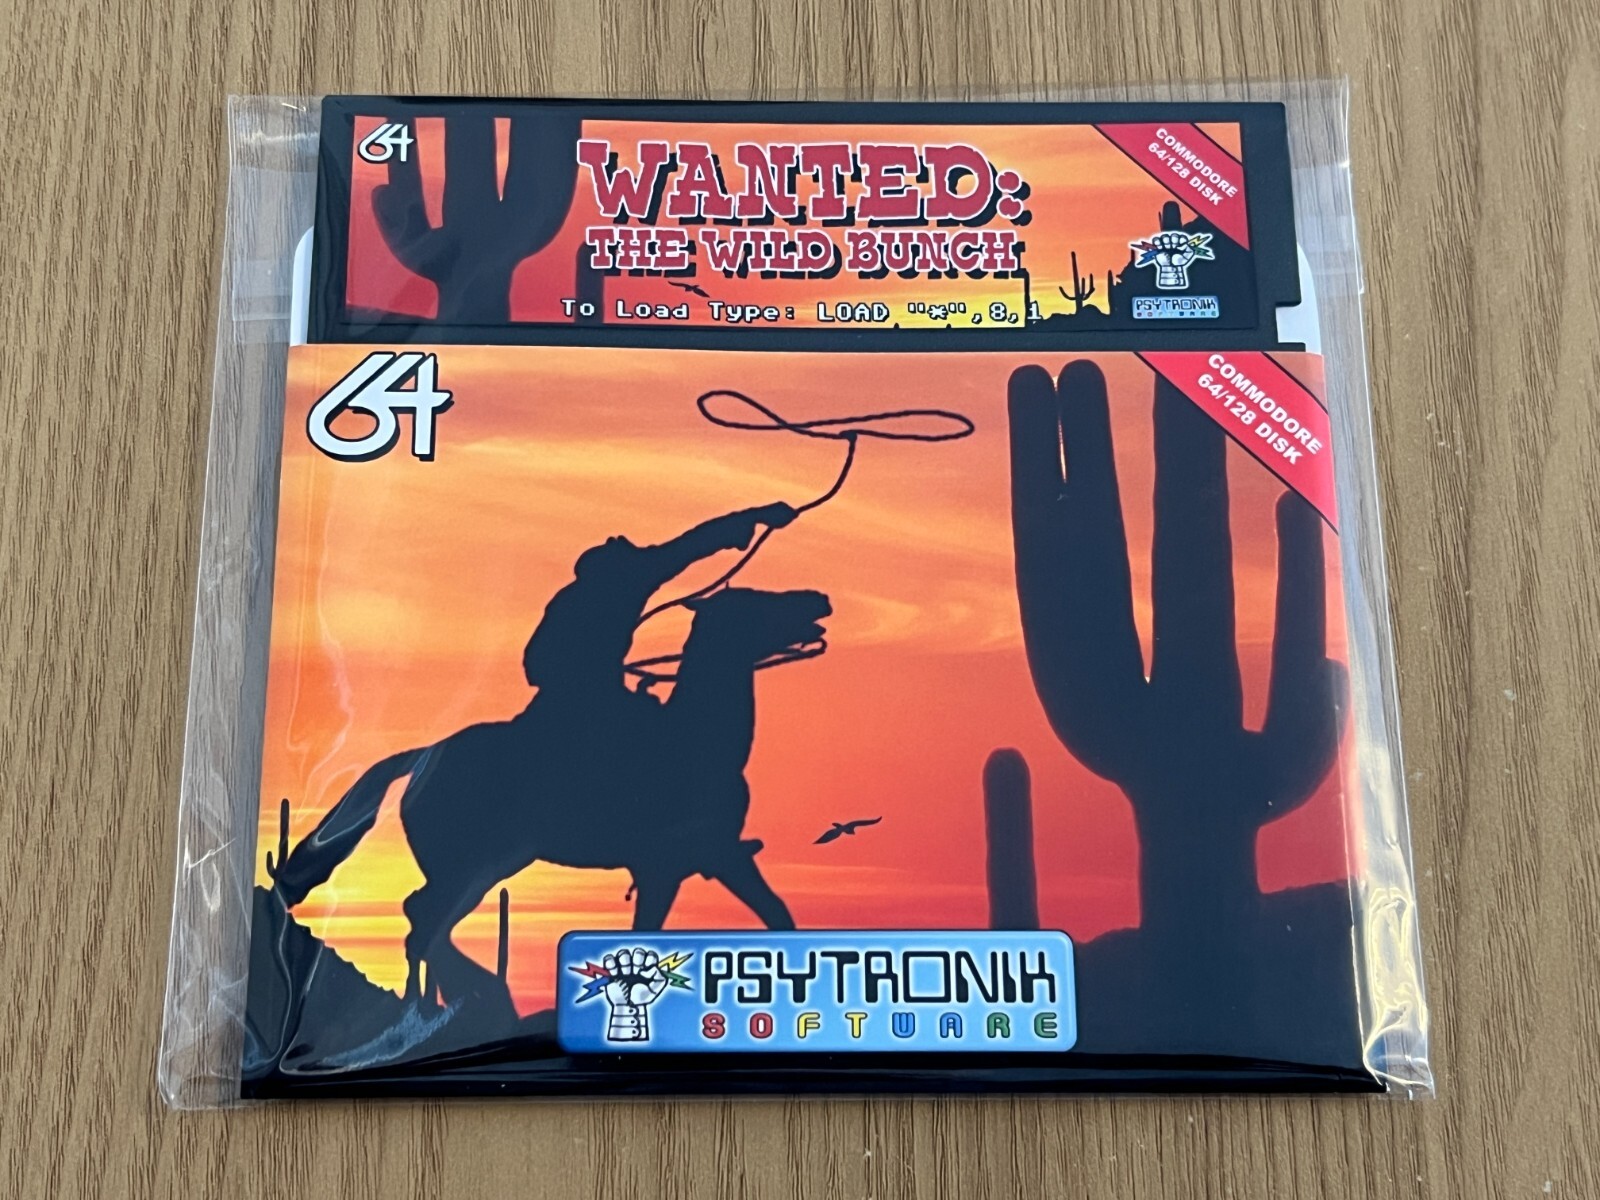 64
WANTED:
THE WILD BUNCH
To Load Type: LOAD "*",8,1
COMMODORE
64/128 DISK
PSYTRONIK
SOFTWARE
64
COMMODORE
64/128 DISK
PSYTRONIK
SOFTWARE